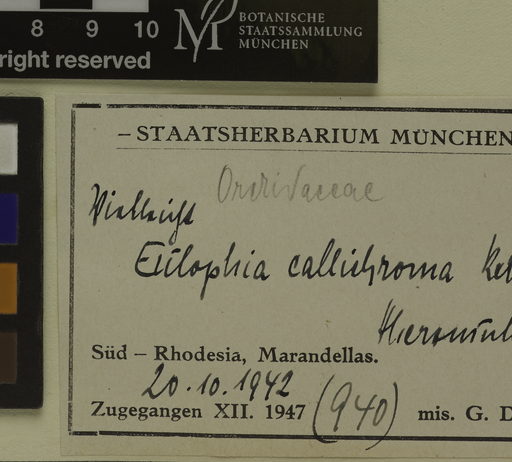 8 9 10
right reserved
BOTANISCHE
STAATSSAMMLUNG
MÜNCHEN
– STAATSHERBARIUM MÜNCHEN
Orchidaceae
Vielleicht
Eulophia callichroma
Süd – Rhodesia, Marandellas.
20.10.1942
Zugegangen XII. 1947 (940) mis. G. D